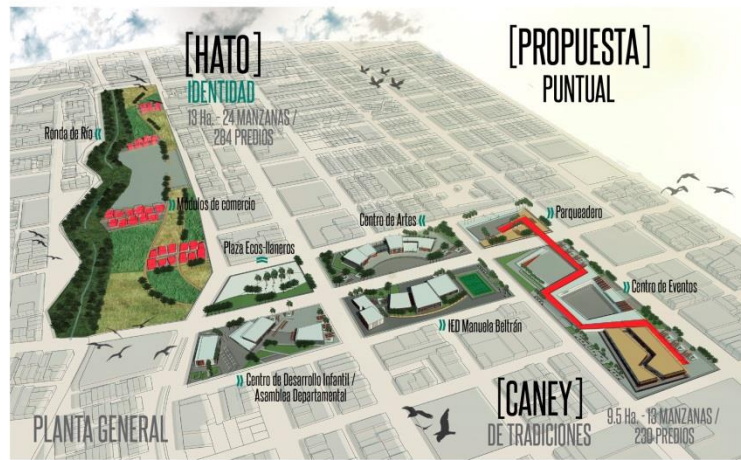 [HATO]
IDENTIDAD
13 Ha. - 24 MANZANAS /
284 PREDIOS
[PROPUESTA]
PUNTUAL
Ronda de Río
Módulos de comercio
Plaza Ecos-llaneros
Centro de Artes
Parqueadero
Centro de Eventos
IED Manuela Beltrán
Centro de Desarrollo Infantil /
Asamblea Departamental
[CANEY]
DE TRADICIONES
9.5 Ha. - 13 MANZANAS /
230 PREDIOS
PLANTA GENERAL